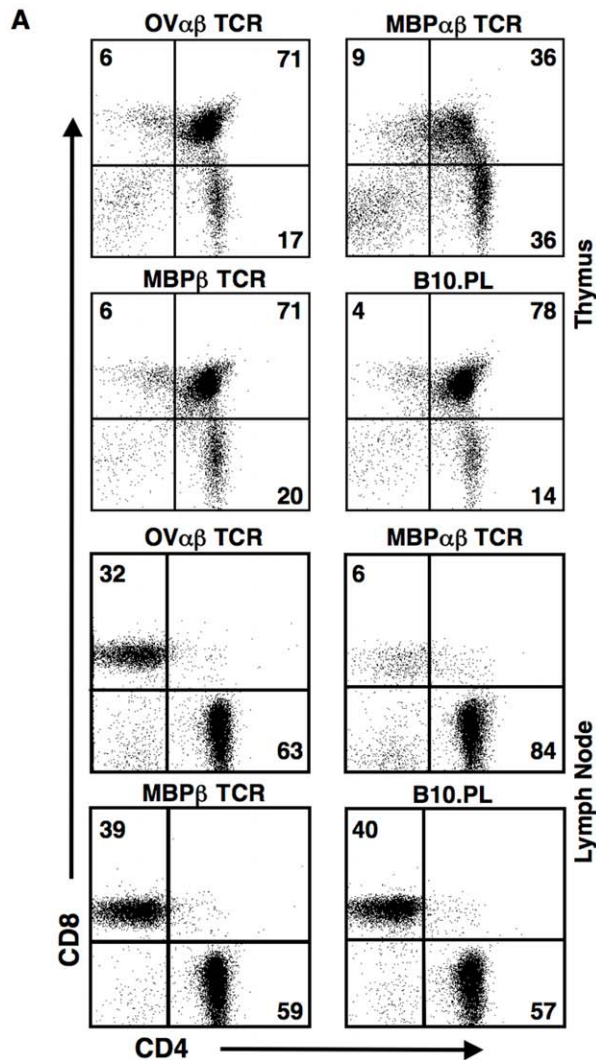 A
OVαβ TCR MBPαβ TCR
6 71 9 36
17 36
MBPβ TCR B10.PL
6 71 4 78
20 14
Thymus
OVαβ TCR MBPαβ TCR
32 6
63 84
MBPβ TCR B10.PL
39 40
59 57
Lymph Node
CD8
CD4